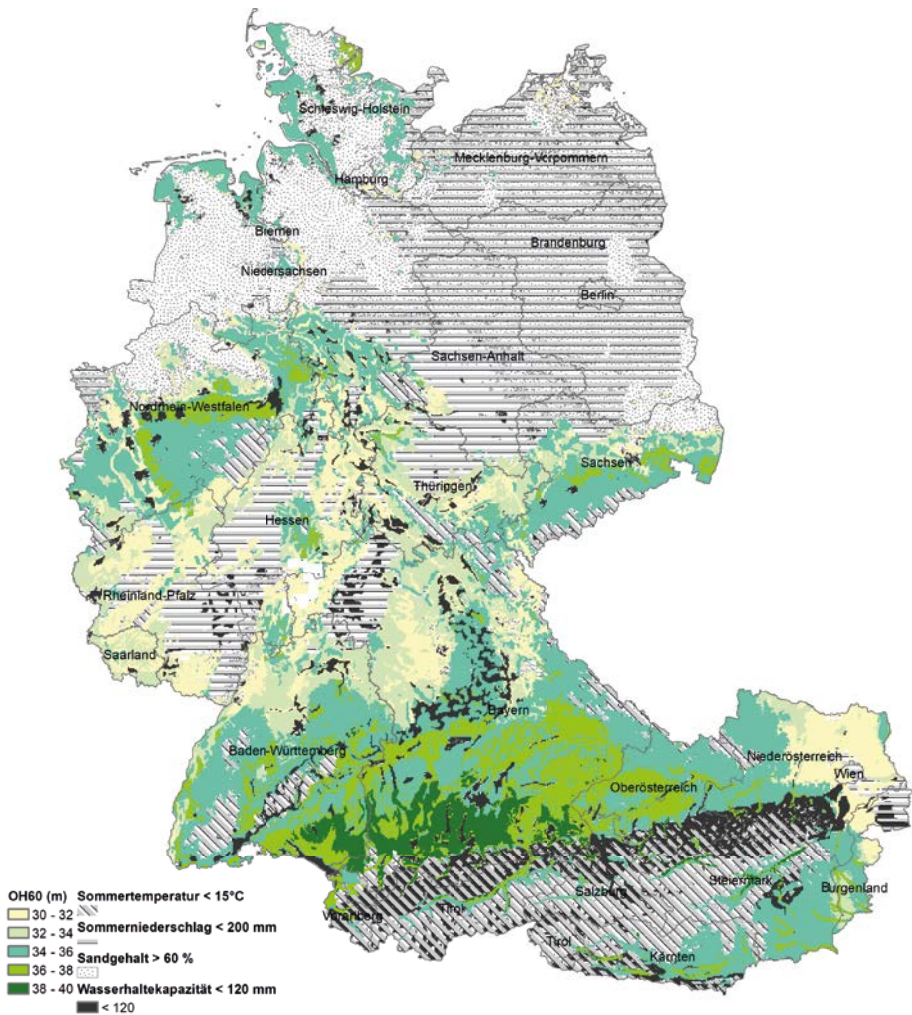 Schleswig-Holstein
Mecklenburg-Vorpommern
Hamburg
Bremen
Brandenburg
Niedersachsen
Berlin
Sachsen-Anhalt
Nordrhein-Westfalen
Sachsen
Thüringen
Hessen
Rheinland-Pfalz
Saarland
Bayern
Baden-Württemberg
Niederösterreich
Wien
Oberösterreich
Steiermark
Salzburg
Burgenland
Vorarlberg
Tirol
Tirol
Kärnten
OH60 (m)
30 - 32
32 - 34
34 - 36
36 - 38
38 - 40
Sommertemperatur < 15°C
Sommerniederschlag < 200 mm
Sandgehalt > 60 %
Wasserhaltekapazität < 120 mm
< 120